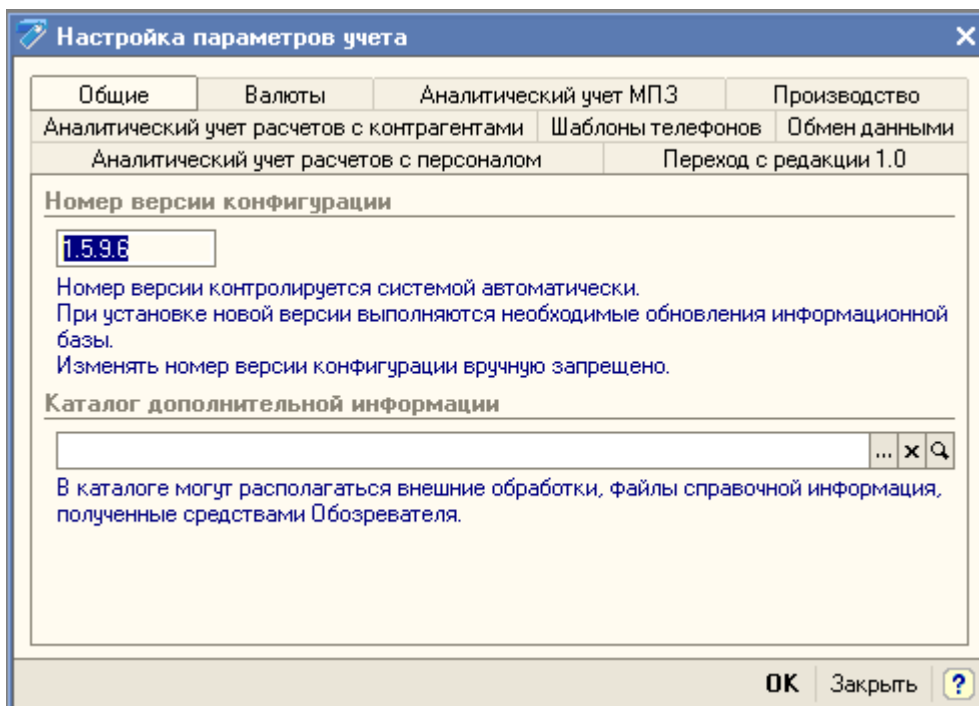 Настройка параметров учета
Общие Валюты Аналитический учет МПЗ Производство
Аналитический учет расчетов с контрагентами Шаблоны телефонов Обмен данными
Аналитический учет расчетов с персоналом Переход с редакции 1.0
Номер версии конфигурации
1.5.9.6
Номер версии контролируется системой автоматически.
При установке новой версии выполняются необходимые обновления информационной
базы.
Изменять номер версии конфигурации вручную запрещено.
Каталог дополнительной информации
...
В каталоге могут располагаться внешние обработки, файлы справочной информация,
полученные средствами Обозревателя.
OK Закрыть ?